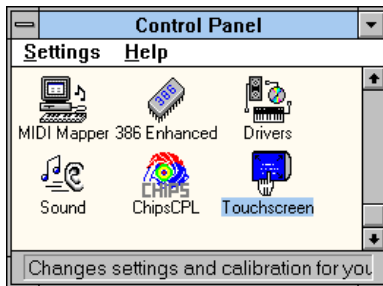 Control Panel
Settings Help
386
MIDI Mapper 386 Enhanced Drivers
CHIPS
Sound ChipsCPL Touchscreen
Changes settings and calibration for you